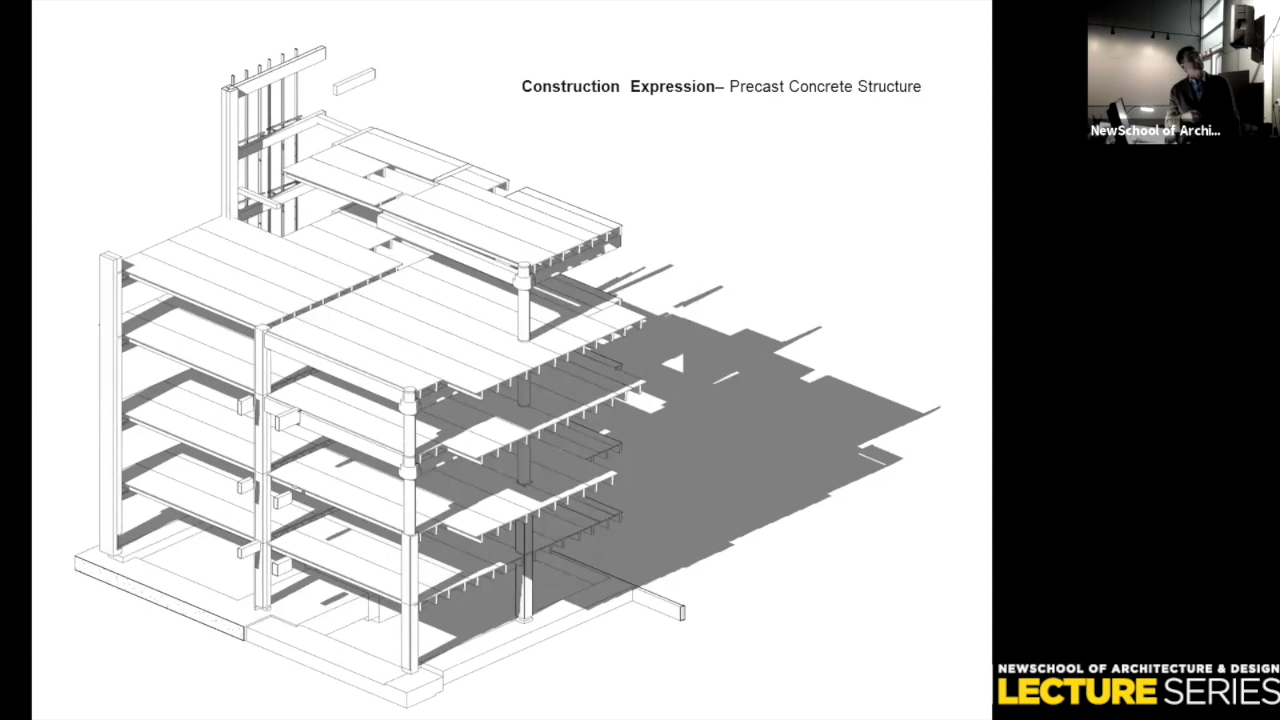 Construction Expression– Precast Concrete Structure
NewSchool of Archi...
NEWSCHOOL OF ARCHITECTURE & DESIGN
LECTURE SERIES